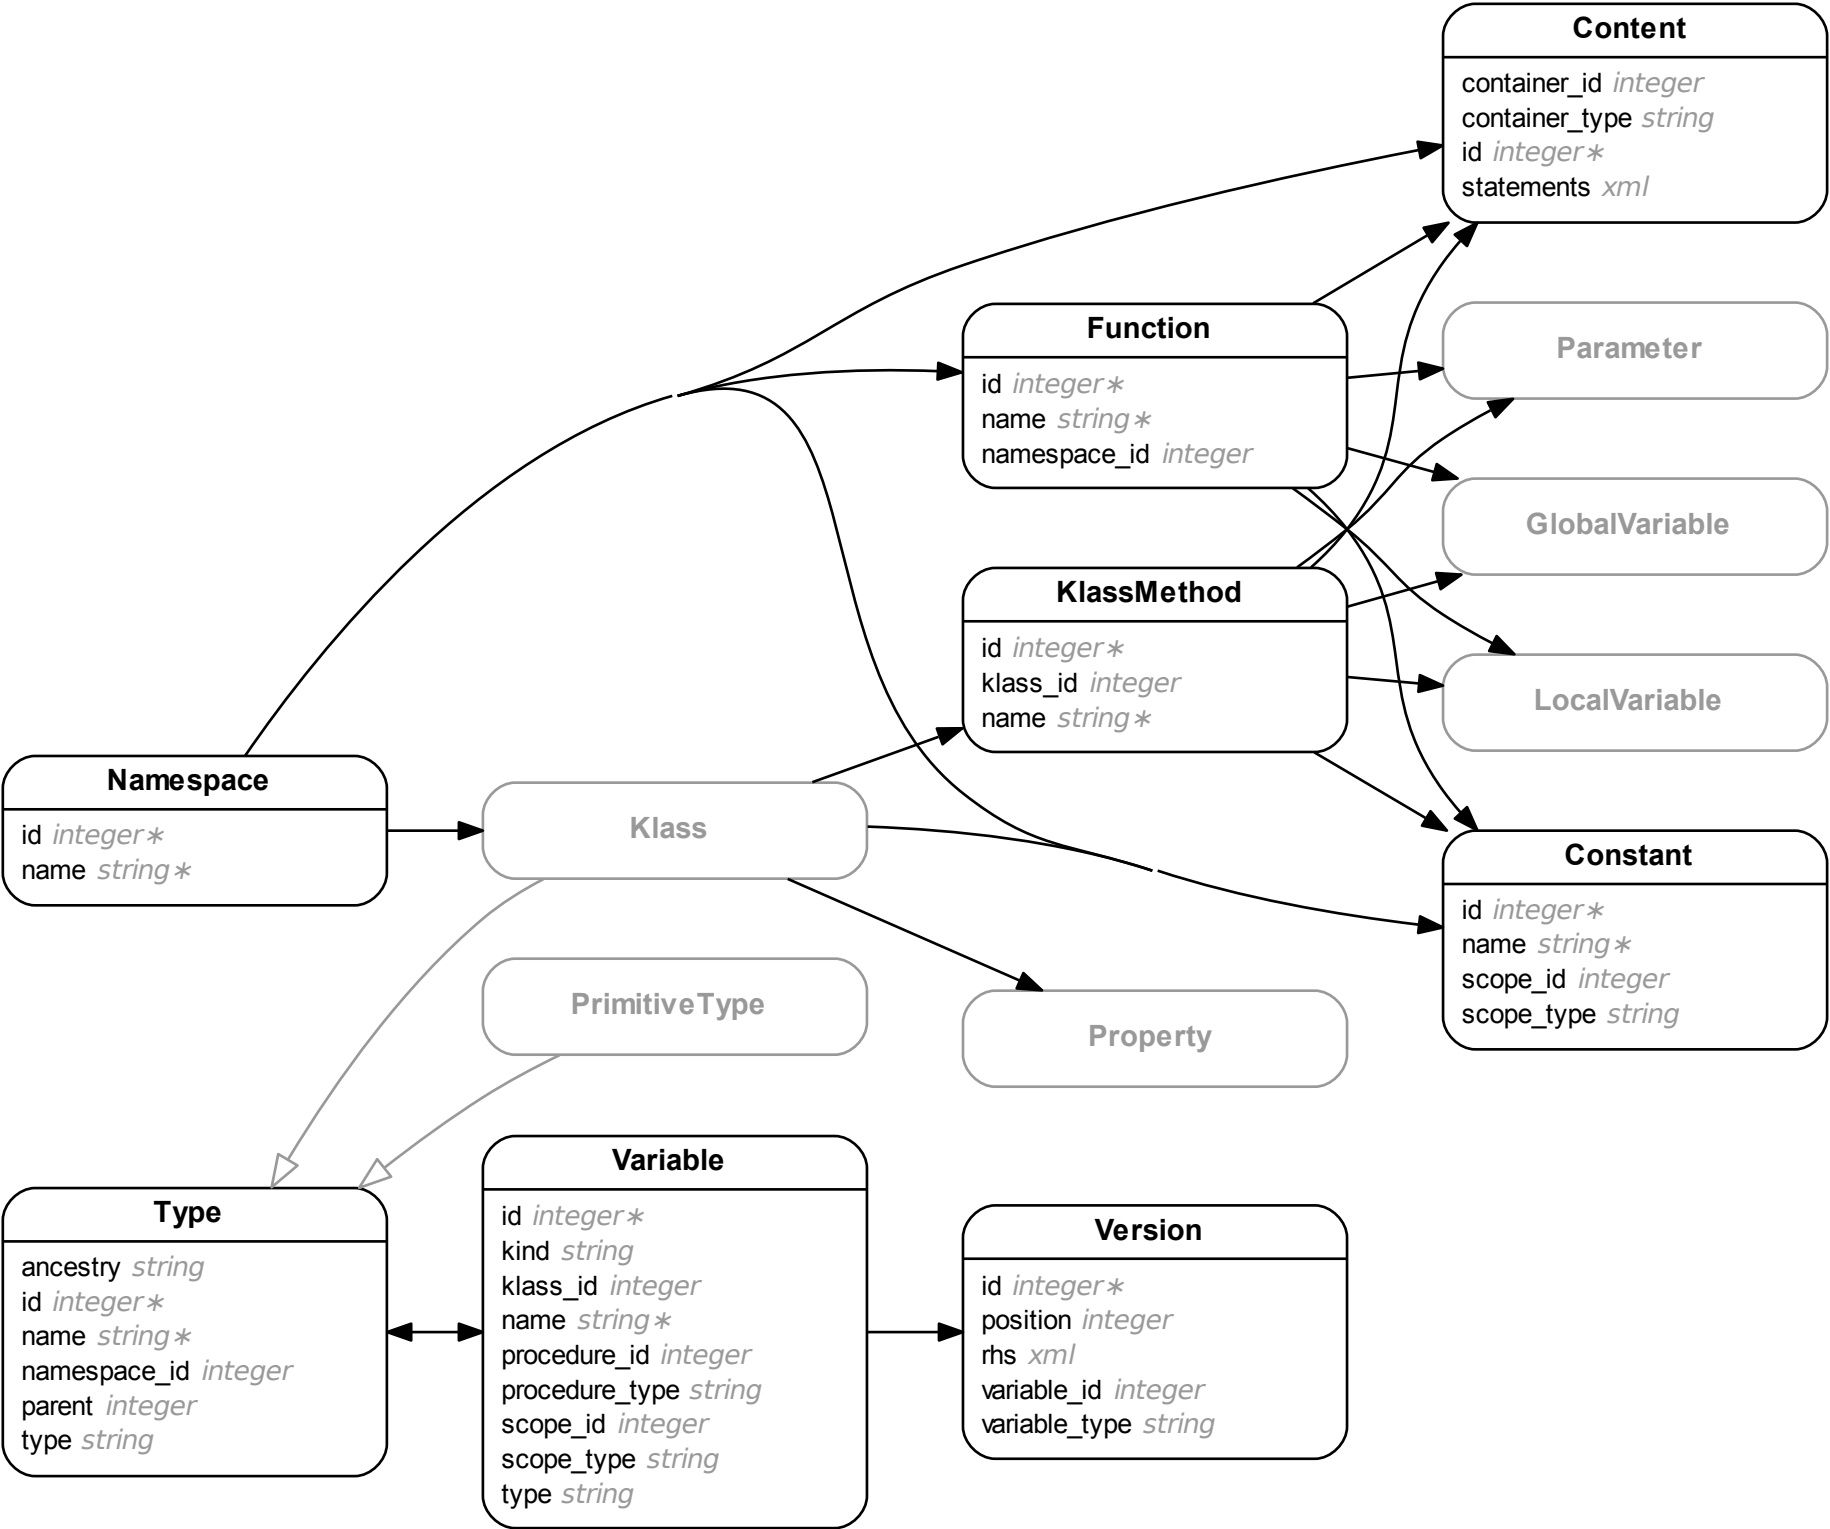 Content
container_id integer
container_type string
id integer∗
statements xml
Function
id integer∗
name string∗
namespace_id integer
Parameter
GlobalVariable
KlassMethod
id integer∗
klass_id integer
name string∗
LocalVariable
Namespace
id integer∗
name string∗
Klass
Constant
id integer∗
name string∗
scope_id integer
scope_type string
PrimitiveType
Property
Type
ancestry string
id integer∗
name string∗
namespace_id integer
parent integer
type string
Variable
id integer∗
kind string
klass_id integer
name string∗
procedure_id integer
procedure_type string
scope_id integer
scope_type string
type string
Version
id integer∗
position integer
rhs xml
variable_id integer
variable_type string